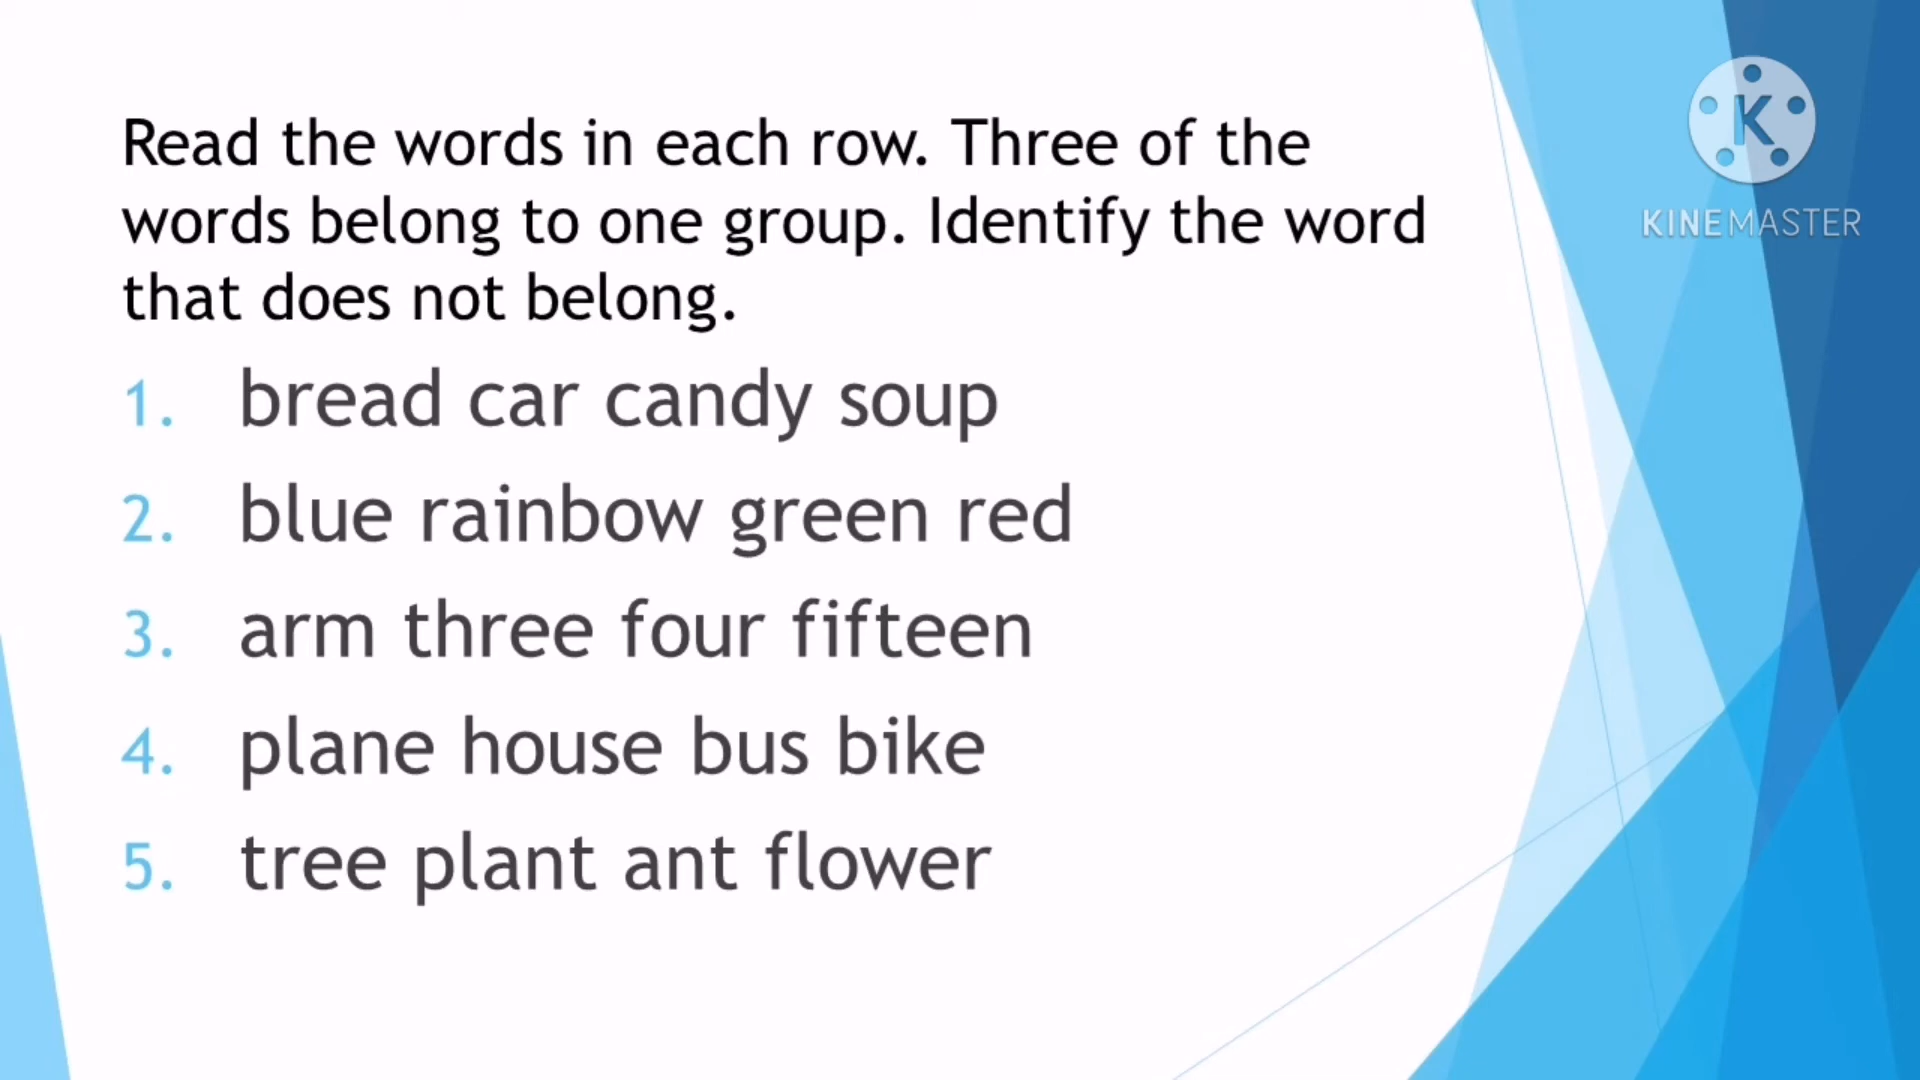 Read the words in each row. Three of the
words belong to one group. Identify the word
that does not belong.
1. bread car candy soup
2. blue rainbow green red
3. arm three four fifteen
4. plane house bus bike
5. tree plant ant flower
K
KINEMASTER